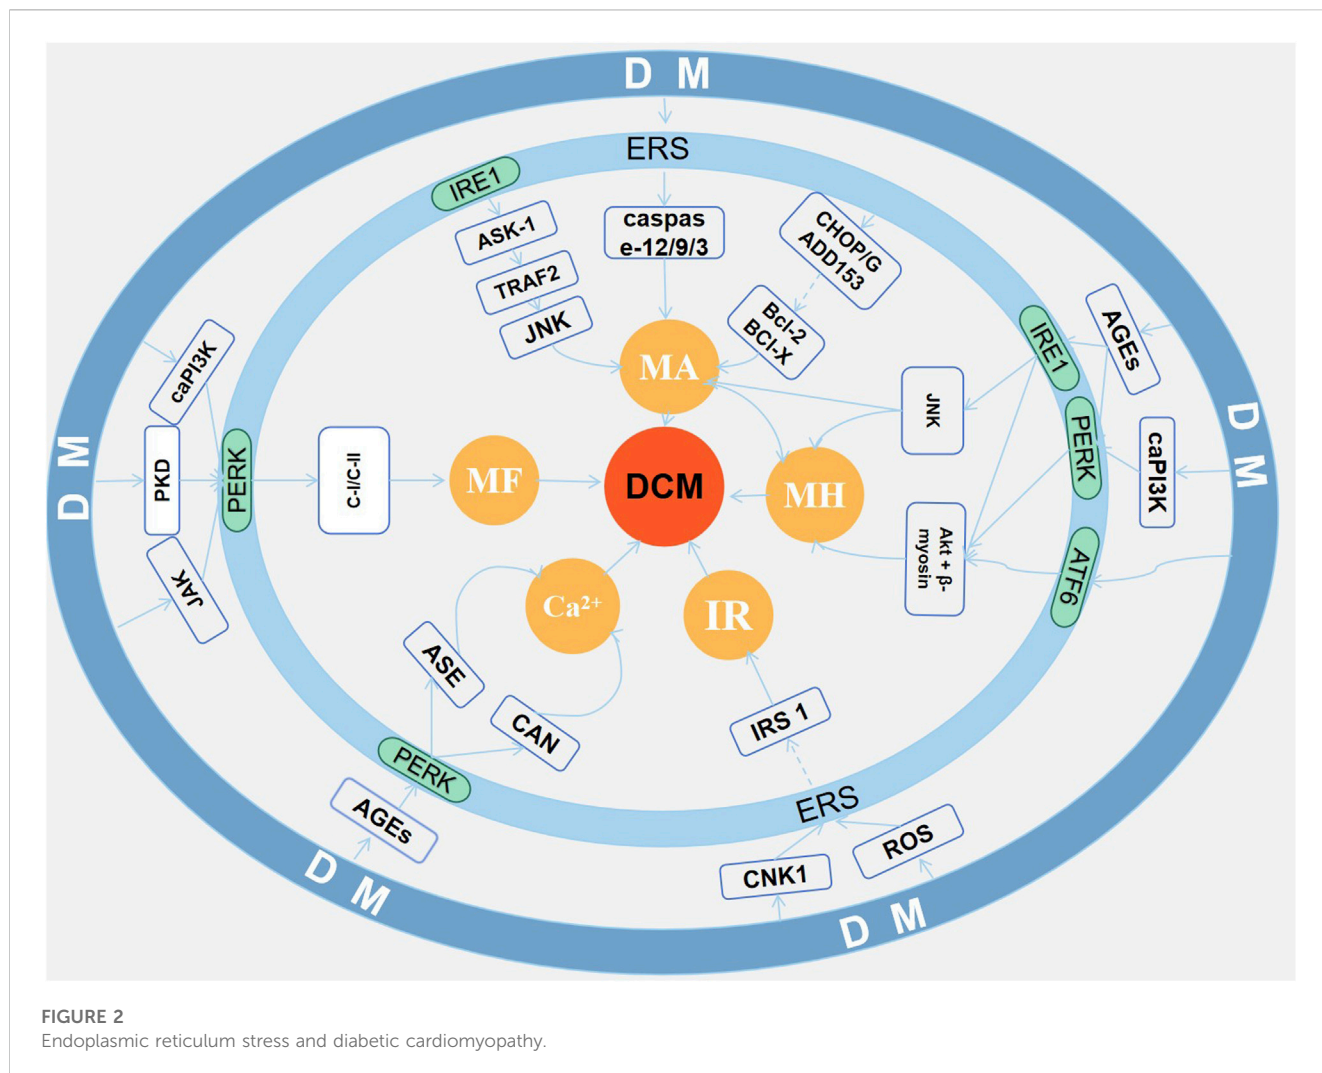 D M
ERS
IRE1
ASK-1
TRAF2
JNK
caspas
e-12/9/3
CHOP/G
ADD153
Bcl-2
BCl-X
MA
IRE1
AGEs
JNK
PERK
caPI3K
D M
D M
caPI3K
PKD
JAK
PERK
C-I/C-II
MF
DCM
MH
Akt + β-
myosin
ATF6
Ca²⁺
IR
ASE
CAN
IRS 1
PERK
AGEs
D M
ERS
CNK1
ROS
D M
FIGURE 2
Endoplasmic reticulum stress and diabetic cardiomyopathy.